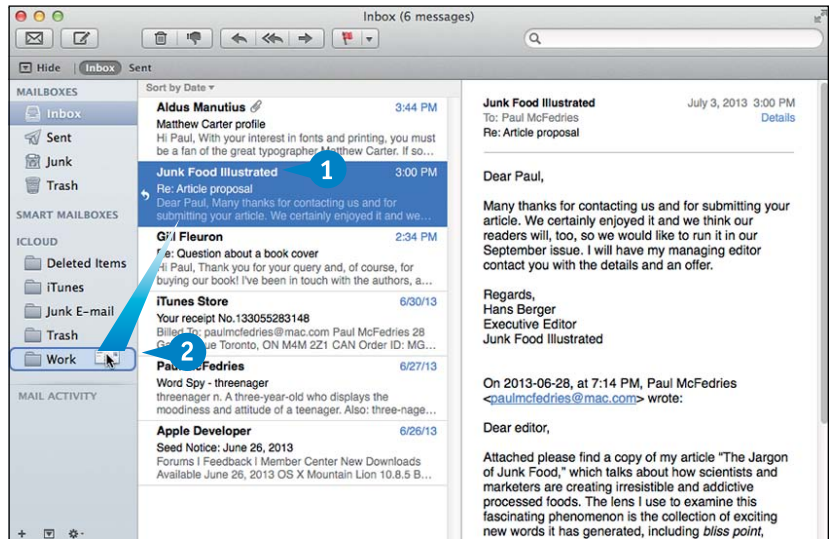 Inbox (6 messages)
Hide Inbox Sent
MAILBOXES
Inbox
Sent
Junk
Trash
SMART MAILBOXES
ICLOUD
Deleted Items
iTunes
Junk E-mail
Trash
Work
MAIL ACTIVITY
Sort by Date
Aldus Manutius 3:44 PM
Matthew Carter profile
Hi Paul, With your interest in fonts and printing, you must
be a fan of the great typographer Matthew Carter. If so...
Junk Food Illustrated 3:00 PM
1
Re: Article proposal
Dear Paul, Many thanks for contacting us and for
submitting your article. We certainly enjoyed it and we...
Gill Fleuron 2:34 PM
Re: Question about a book cover
Hi Paul, Thank you for your query and, of course, for
buying our book! I've been in touch with the authors, a...
iTunes Store 6/30/13
Your receipt No.133055283148
Billed To: paulmcfedries@mac.com Paul McFedries 28
Toronto, ON M4M 2Z1 CAN Order ID: MG...
2
Paul McFedries 6/27/13
Word Spy - threenager
threenager n. A three-year-old who displays the
moodiness and attitude of a teenager. Also: three-nage...
Apple Developer 6/26/13
Seed Notice: June 26, 2013
Forums I Feedback I Member Center New Downloads
Available June 26, 2013 OS X Mountain Lion 10.8.5 B...
Junk Food Illustrated July 3, 2013 3:00 PM
To: Paul McFedries Details
Re: Article proposal
Dear Paul,
Many thanks for contacting us and for submitting your
article. We certainly enjoyed it and we think our
readers will, too, so we would like to run it in our
September issue. I will have my managing editor
contact you with the details and an offer.
Regards,
Hans Berger
Executive Editor
Junk Food Illustrated
On 2013-06-28, at 7:14 PM, Paul McFedries
<paulmcfedries@mac.com> wrote:
Dear editor,
Attached please find a copy of my article "The Jargon
of Junk Food," which talks about how scientists and
marketers are creating irresistible and addictive
processed foods. The lens I use to examine this
fascinating phenomenon is the collection of exciting
new words it has generated, including bliss point,